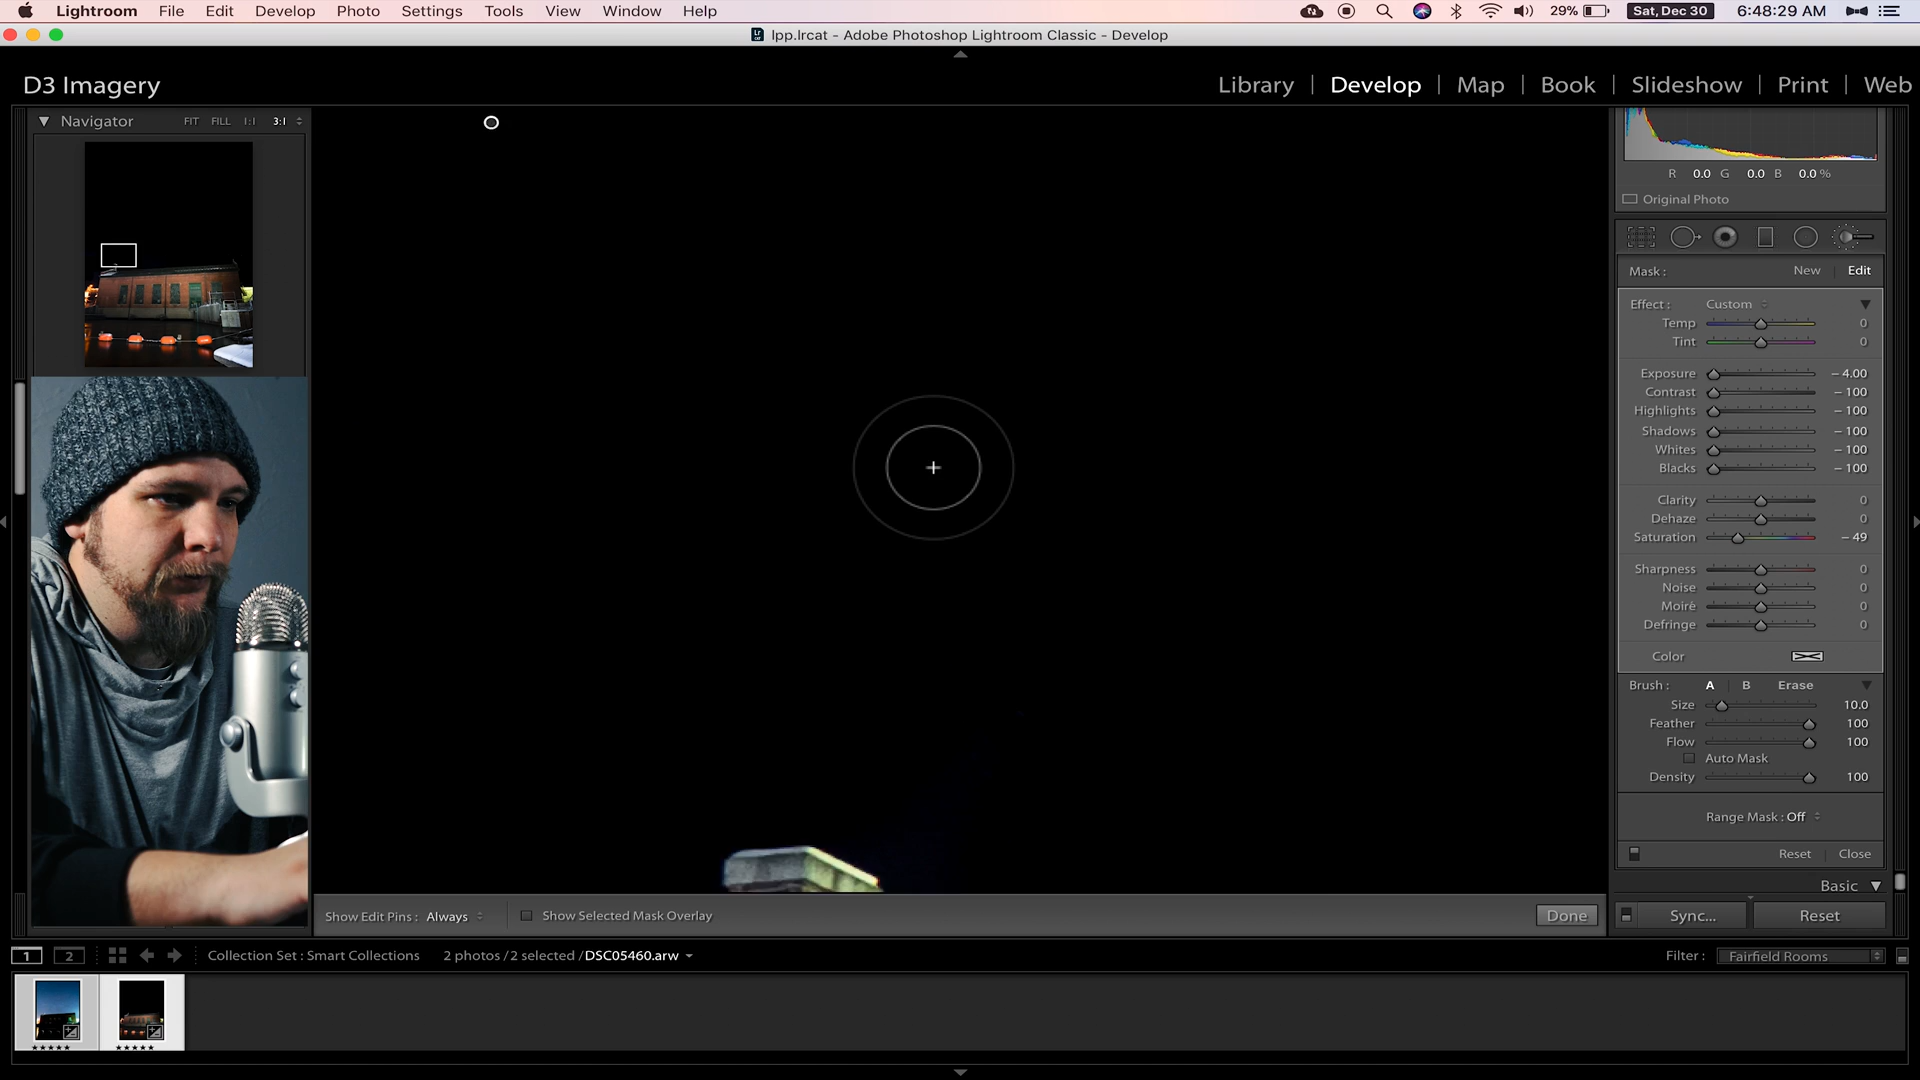 Lightroom File Edit Develop Photo Settings Tools View Window Help 29% Sat, Dec 30 6:48:29 AM
lpp.lrcat - Adobe Photoshop Lightroom Classic - Develop
D3 Imagery
Library | Develop | Map | Book | Slideshow | Print | Web
Navigator FIT FILL 1:1 3:1
R 0.0 G 0.0 B 0.0 %
Original Photo
Mask : New Edit
Effect : Custom
Temp 0
Tint 0
Exposure – 4.00
Contrast – 100
Highlights – 100
Shadows – 100
Whites – 100
Blacks – 100
Clarity 0
Dehaze 0
Saturation – 49
Sharpness 0
Noise 0
Moiré 0
Defringe 0
Color
Brush : A B Erase
Size 10.0
Feather 100
Flow 100
Auto Mask
Density 100
Range Mask : Off
Reset Close
Basic
Show Edit Pins : Always Show Selected Mask Overlay Done
Sync... Reset
1 2 Collection Set : Smart Collections 2 photos / 2 selected / DSC05460.arw Filter : Fairfield Rooms